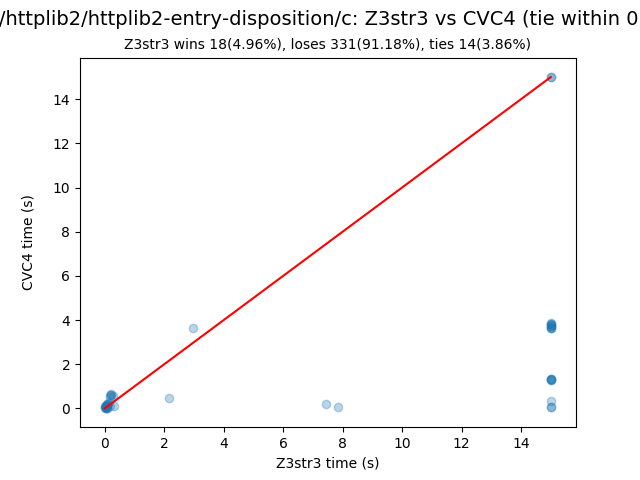 /httplib2/httplib2-entry-disposition/c: Z3str3 vs CVC4 (tie within 0
Z3str3 wins 18(4.96%), loses 331(91.18%), ties 14(3.86%)
14
12
10
8
6
4
2
0
CVC4 time (s)
0 2 4 6 8 10 12 14
Z3str3 time (s)